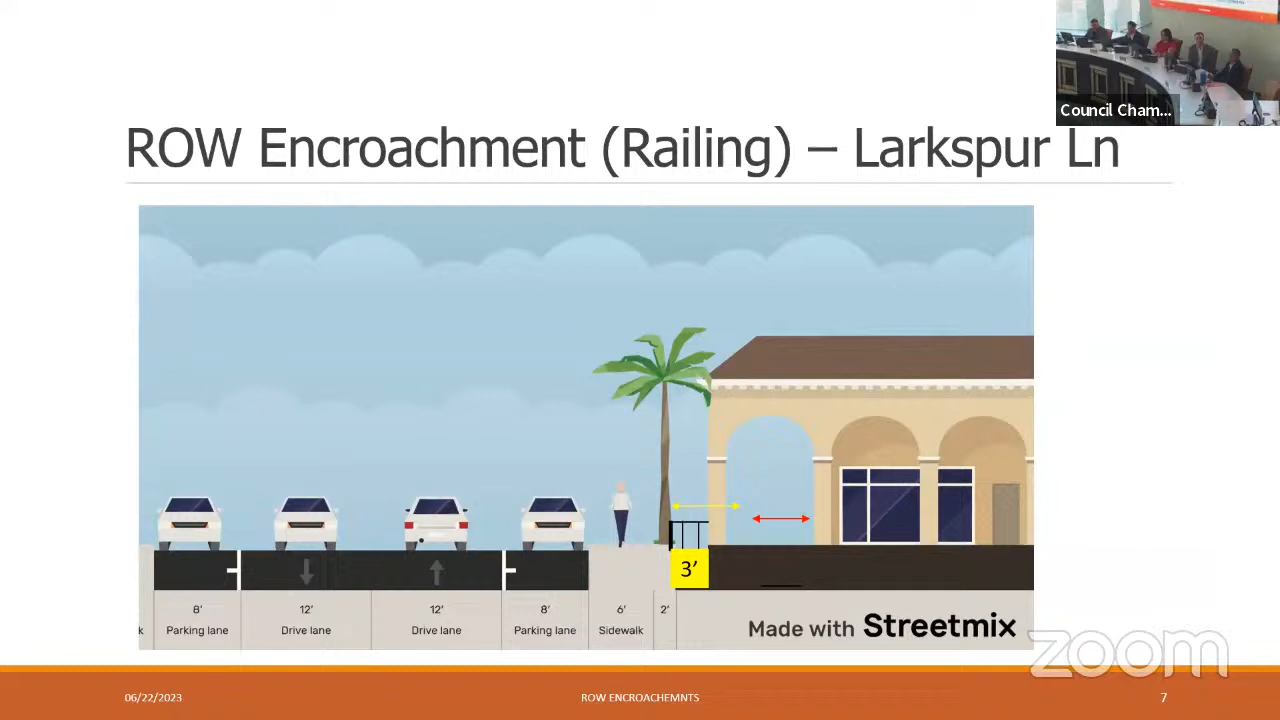 Council Cham...
ROW Encroachment (Railing) – Larkspur Ln
3’
8’
12’
12’
8’
6’
2’
k
Parking lane
Drive lane
Drive lane
Parking lane
Sidewalk
Made with Streetmix
zoom
06/22/2023
ROW ENCROACHEMNTS
7